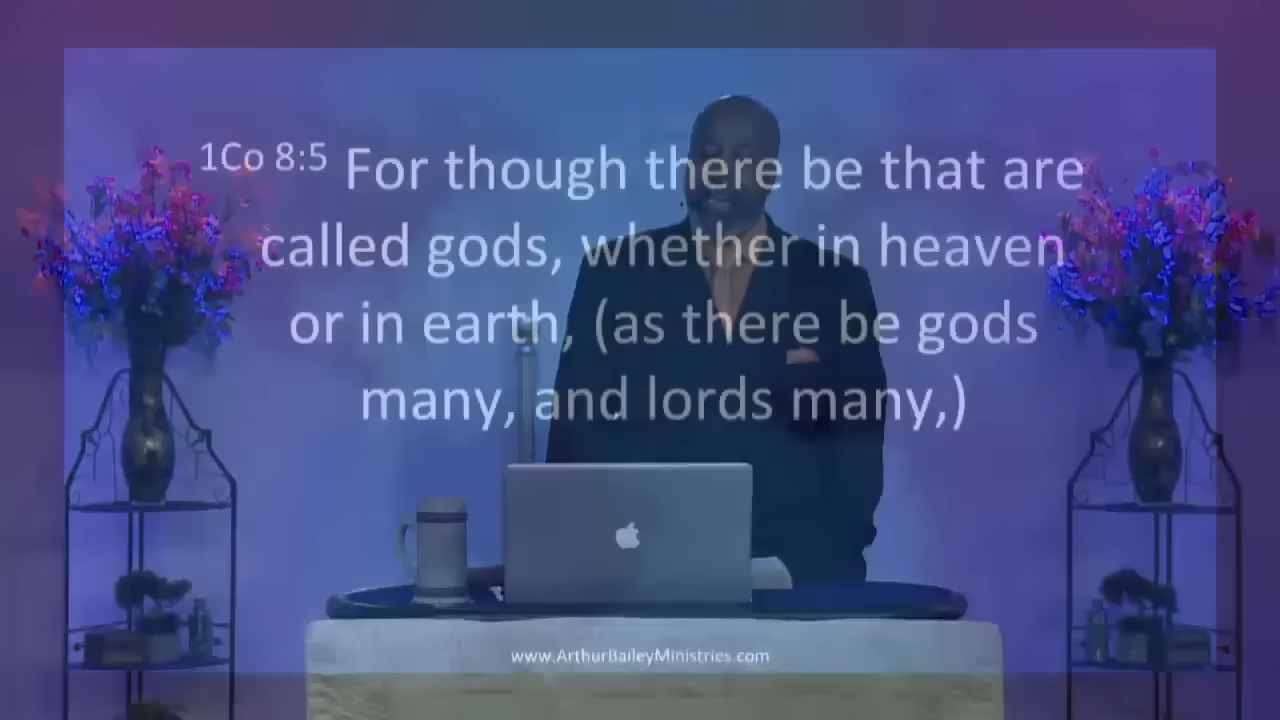 1Co 8:5 For though there be that are
called gods, whether in heaven
or in earth, (as there be gods
many, and lords many,)
www.ArthurBaileyMinistries.com